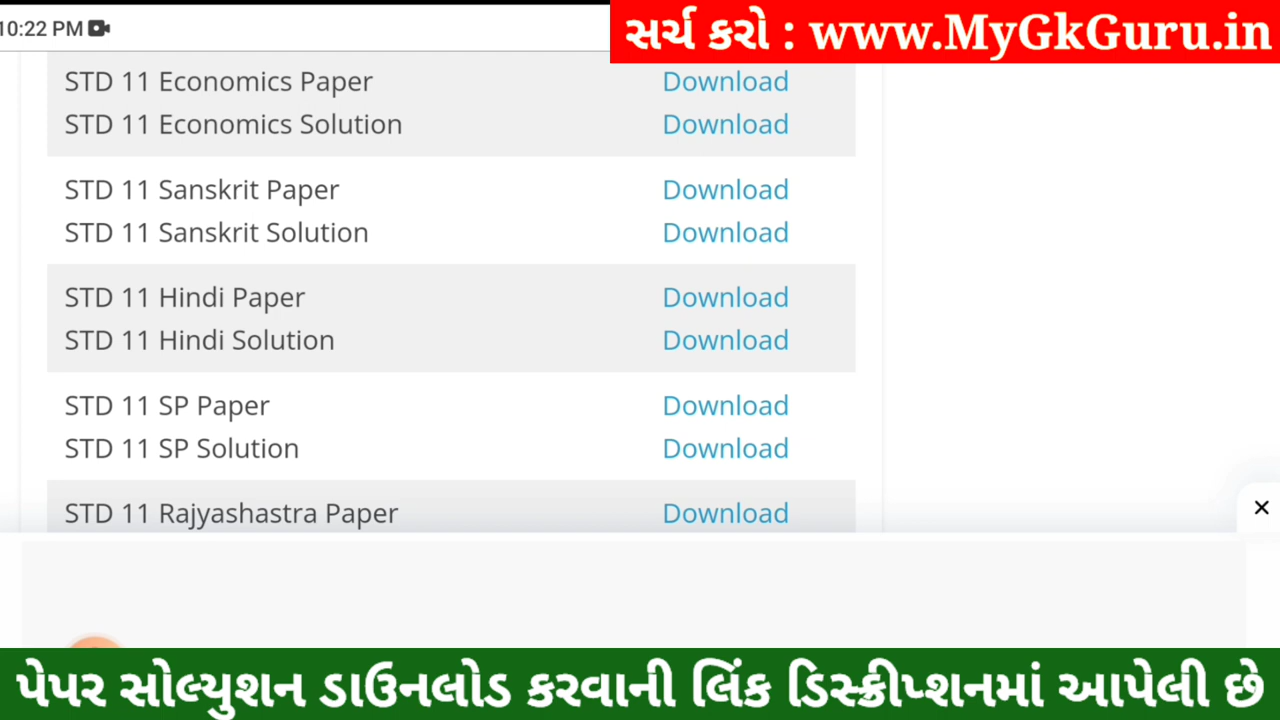 10:22 PM
સર્ચ કરો : www.MyGkGuru.in
STD 11 Economics Paper Download
STD 11 Economics Solution Download
STD 11 Sanskrit Paper Download
STD 11 Sanskrit Solution Download
STD 11 Hindi Paper Download
STD 11 Hindi Solution Download
STD 11 SP Paper Download
STD 11 SP Solution Download
STD 11 Rajyashastra Paper Download
પેપર સોલ્યુશન ડાઉનલોડ કરવાની લિંક ડિસ્ક્રીપ્શનમાં આપેલી છે